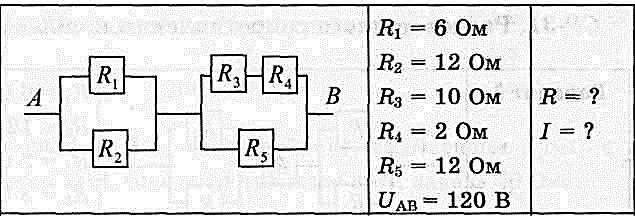 A
R₁
R₂
R₃
R₄
R₅
B
R₁ = 6 Ом
R₂ = 12 Ом
R₃ = 10 Ом
R₄ = 2 Ом
R₅ = 12 Ом
U_AB = 120 В
R = ?
I = ?